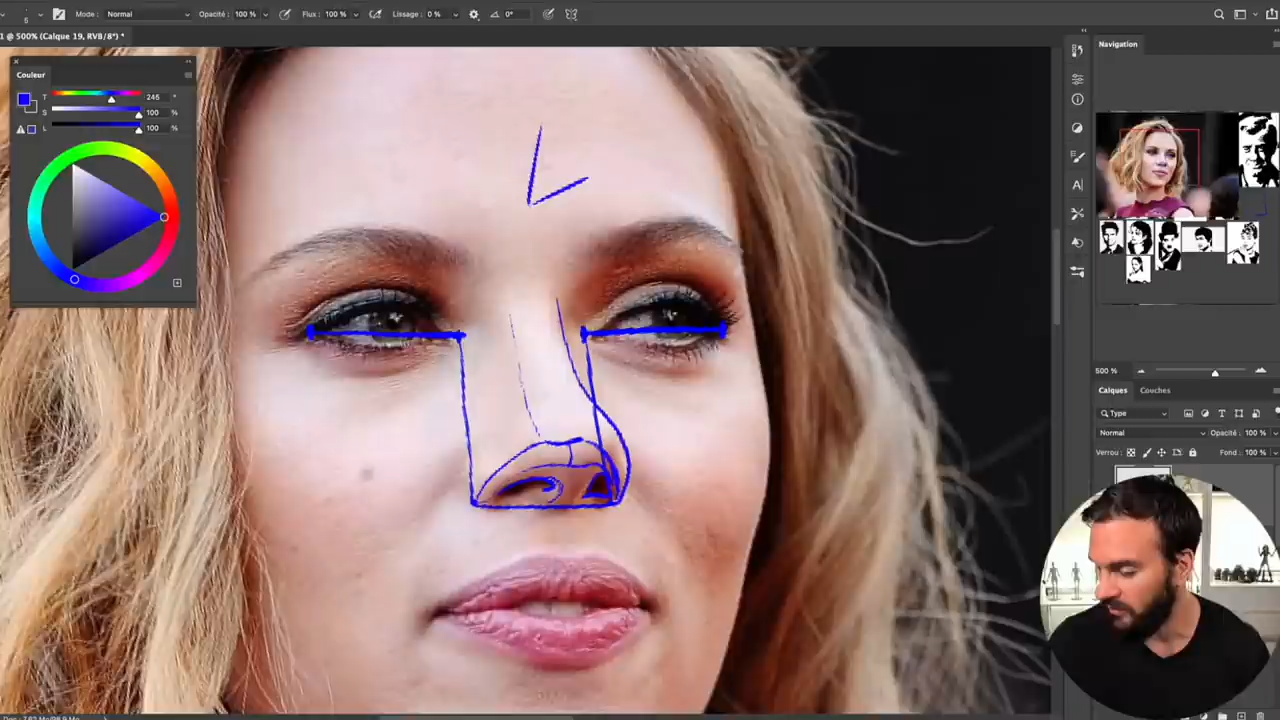 5 Mode : Normal Opacité : 100 % Flux : 100 % Lissage : 0 % 0°
1 @ 500% (Calque 19, RVB/8*) *
Navigation
Couleur
T 245 °
S 100 %
L 100 %
A
500 %
Calques Couches
Type
Normal Opacité : 100 %
Verrou : Fond : 100 %